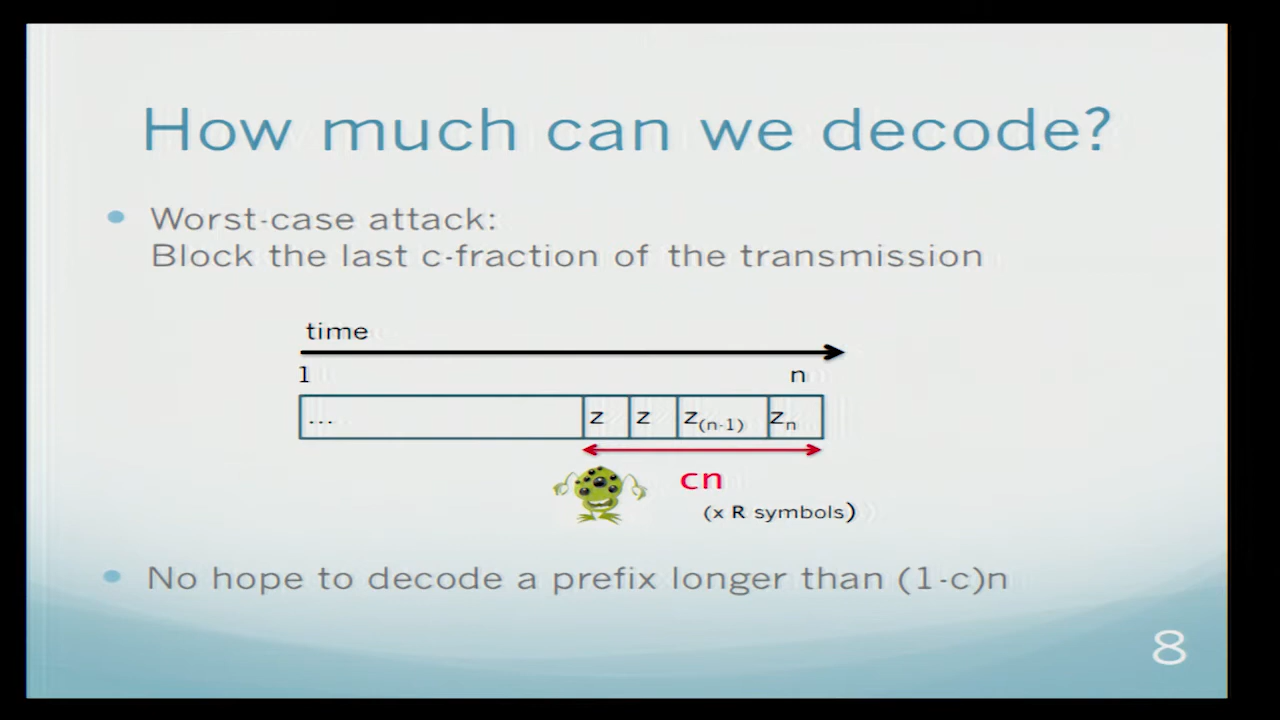 How much can we decode?
Worst-case attack:
Block the last c-fraction of the transmission
time
1 n
... z z z(n-1) zn
cn
(x R symbols)
No hope to decode a prefix longer than (1-c)n
8